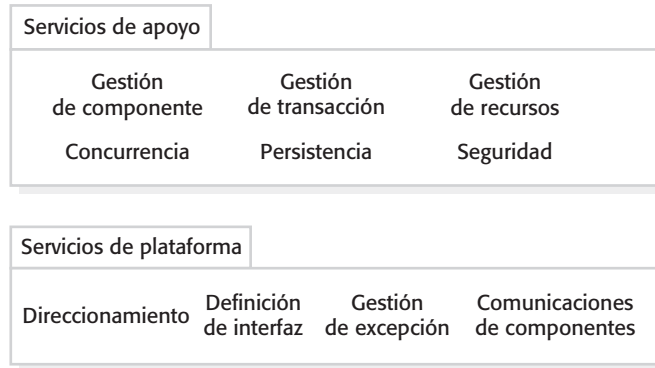 Servicios de apoyo
Gestión Gestión Gestión
de componente de transacción de recursos
Concurrencia Persistencia Seguridad
Servicios de plataforma
Direccionamiento
Definición Gestión Comunicaciones
de interfaz de excepción de componentes